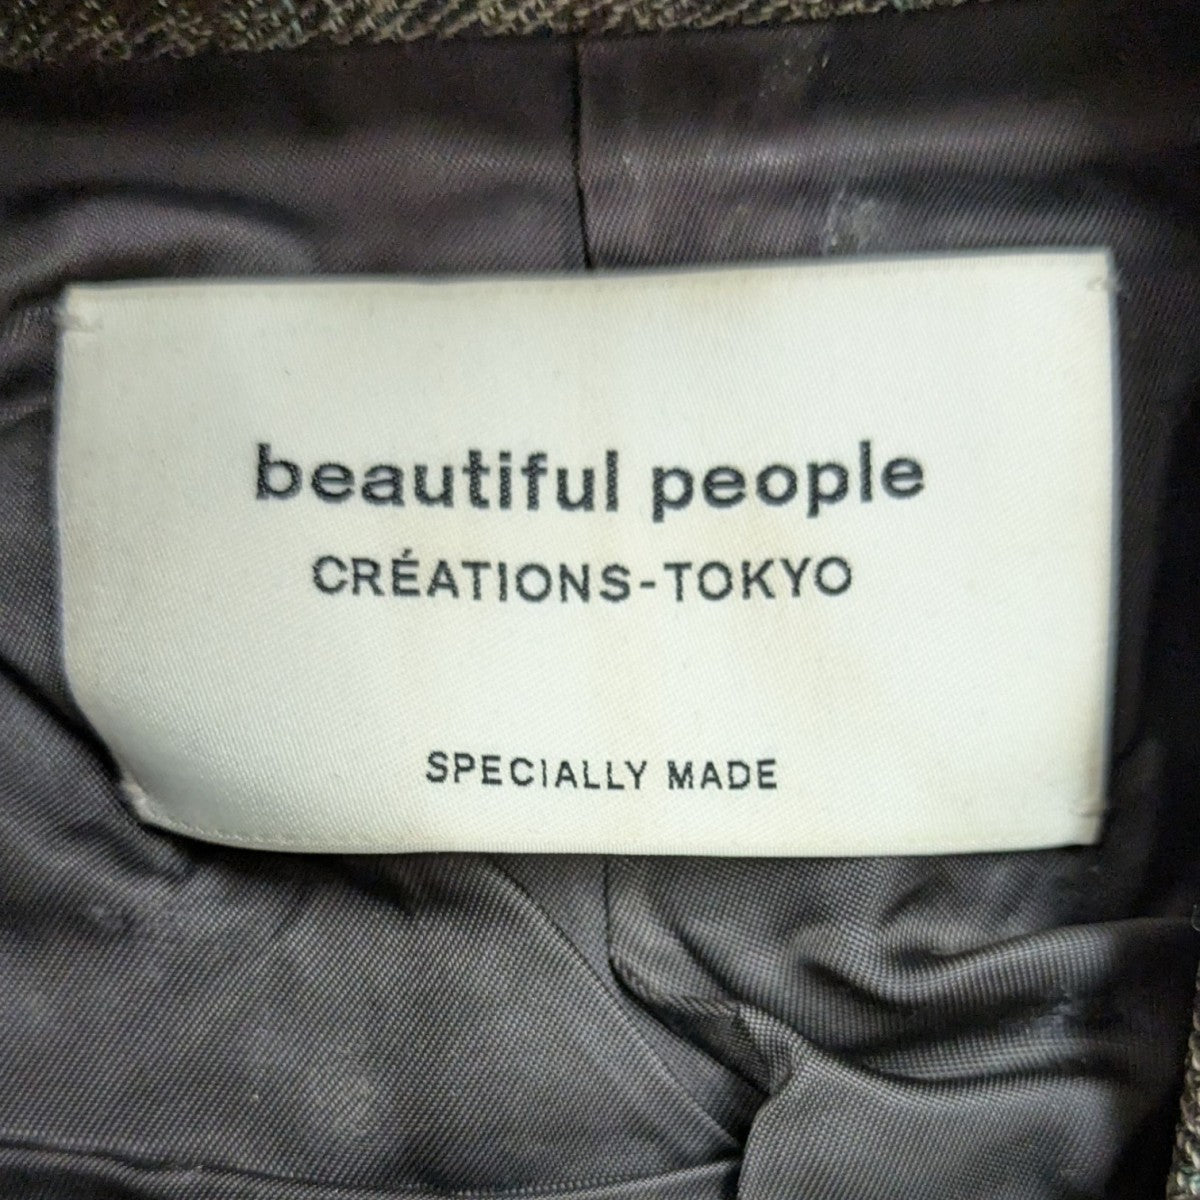 beautiful people
CRÉATIONS-TOKYO
SPECIALLY MADE